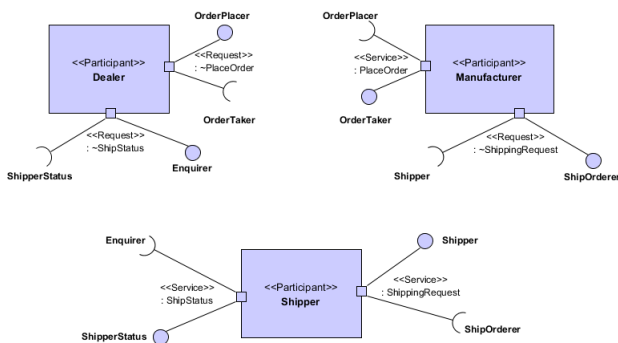 OrderPlacer
<<Participant>>
Dealer
<<Request>>
: ~PlaceOrder
OrderTaker
<<Request>>
: ~ShipStatus
ShipperStatus
Enquirer
OrderPlacer
<<Service>>
: PlaceOrder
<<Participant>>
Manufacturer
OrderTaker
<<Request>>
: ~ShippingRequest
Shipper
ShipOrderer
Enquirer
Shipper
<<Service>>
: ShipStatus
<<Participant>>
Shipper
<<Service>>
: ShippingRequest
ShipperStatus
ShipOrderer